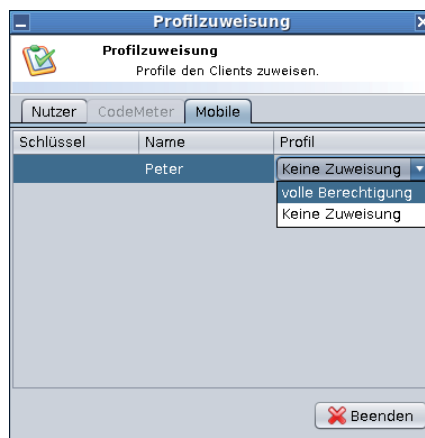 Profilzuweisung
Profilzuweisung
Profile den Clients zuweisen.
Nutzer CodeMeter Mobile
Schlüssel Name Profil
Peter Keine Zuweisung
volle Berechtigung
Keine Zuweisung
Beenden